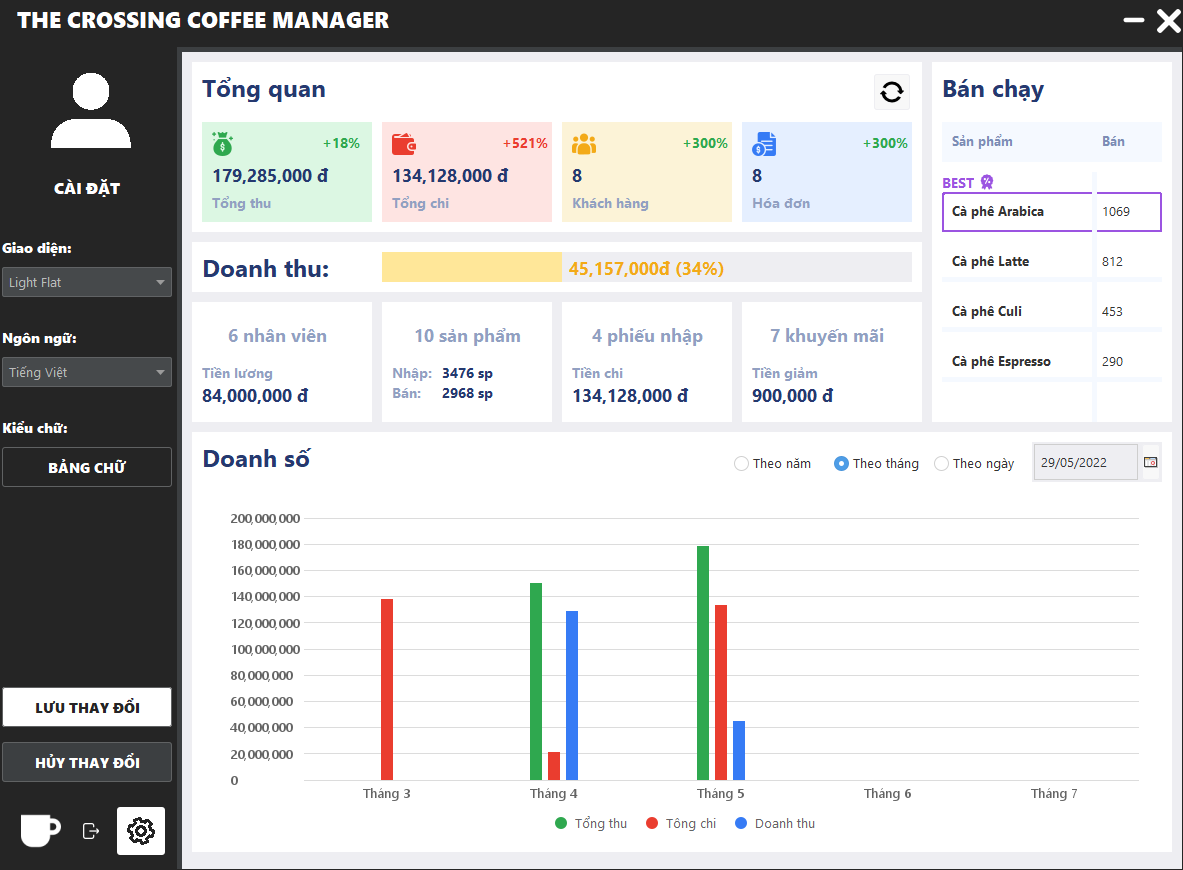 THE CROSSING COFFEE MANAGER
CÀI ĐẶT
Giao diện:
Light Flat
Ngôn ngữ:
Tiếng Việt
Kiểu chữ:
BẢNG CHỮ
LƯU THAY ĐỔI
HỦY THAY ĐỔI
Tổng quan
+18%
179,285,000 đ
Tổng thu
+521%
134,128,000 đ
Tổng chi
+300%
8
Khách hàng
+300%
8
Hóa đơn
Doanh thu:
45,157,000đ (34%)
6 nhân viên
Tiền lương
84,000,000 đ
10 sản phẩm
Nhập: 3476 sp
Bán: 2968 sp
4 phiếu nhập
Tiền chi
134,128,000 đ
7 khuyến mãi
Tiền giảm
900,000 đ
Bán chạy
Sản phẩm Bán
BEST
Cà phê Arabica 1069
Cà phê Latte 812
Cà phê Culi 453
Cà phê Espresso 290
Doanh số
Theo năm Theo tháng Theo ngày 29/05/2022
200,000,000
180,000,000
160,000,000
140,000,000
120,000,000
100,000,000
80,000,000
60,000,000
40,000,000
20,000,000
0
Tháng 3 Tháng 4 Tháng 5 Tháng 6 Tháng 7
Tổng thu Tông chi Doanh thu